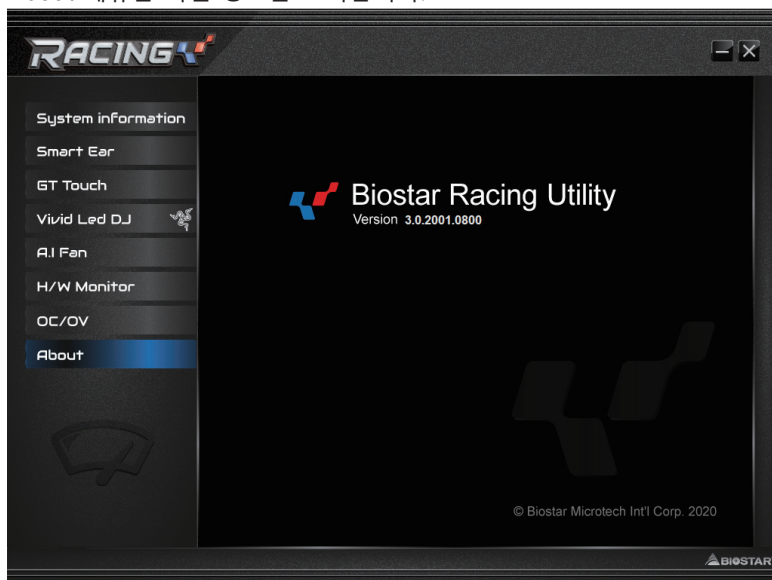 RACING
System information
Smart Ear
GT Touch
Vivid Led DJ
A.I Fan
H/W Monitor
OC/OV
About
Biostar Racing Utility
Version 3.0.2001.0800
© Biostar Microtech Int'l Corp. 2020
BIOSTAR